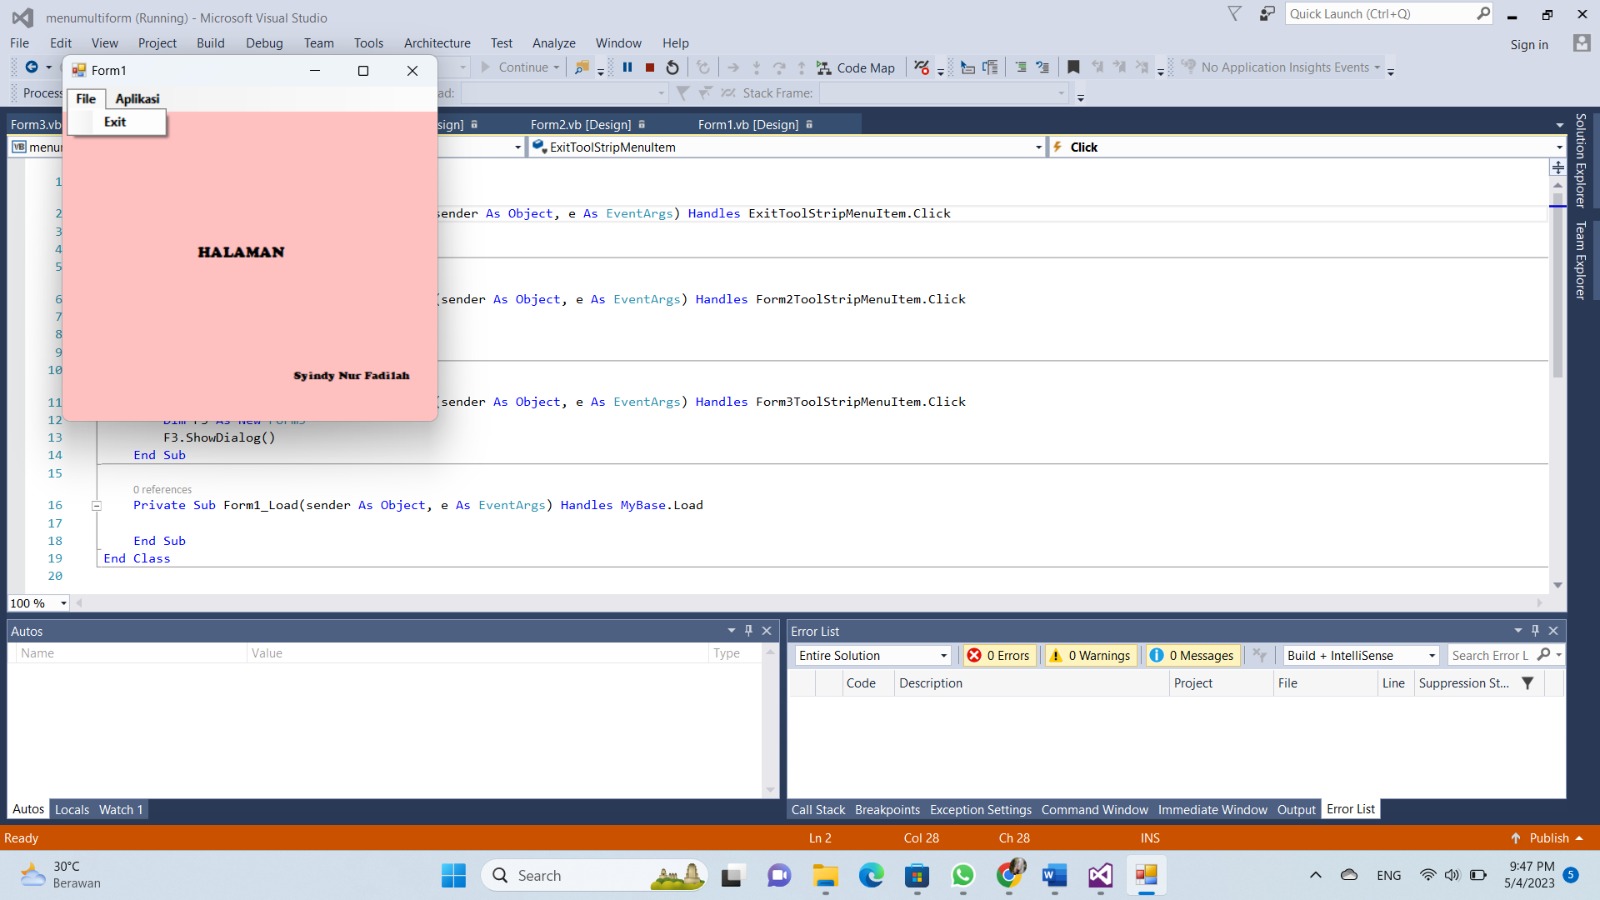 menumultiform (Running) - Microsoft Visual Studio
Quick Launch (Ctrl+Q)
File Edit View Project Build Debug Team Tools Architecture Test Analyze Window Help
Sign in
Form1
Continue
Code Map
No Application Insights Events
Process
ad:
Stack Frame:
File Aplikasi
Exit
Form3.vb
sign]
Form2.vb [Design]
Form1.vb [Design]
menu
ExitToolStripMenuItem
Click
1
2 sender As Object, e As EventArgs) Handles ExitToolStripMenuItem.Click
3
4
5
6 (sender As Object, e As EventArgs) Handles Form2ToolStripMenuItem.Click
7
8
9
10
11 (sender As Object, e As EventArgs) Handles Form3ToolStripMenuItem.Click
12 Dim F3 As New Form3
13 F3.ShowDialog()
14 End Sub
15
0 references
16 Private Sub Form1_Load(sender As Object, e As EventArgs) Handles MyBase.Load
17
18 End Sub
19 End Class
20
HALAMAN
Syindy Nur Fadilah
Solution Explorer
Team Explorer
100 %
Autos
Name Value Type
Autos Locals Watch 1
Error List
Entire Solution
0 Errors
0 Warnings
0 Messages
Build + IntelliSense
Search Error L
Code Description Project File Line Suppression St...
Call Stack Breakpoints Exception Settings Command Window Immediate Window Output Error List
Ready Ln 2 Col 28 Ch 28 INS Publish
30°C
Berawan
Search
ENG
9:47 PM
5/4/2023
5